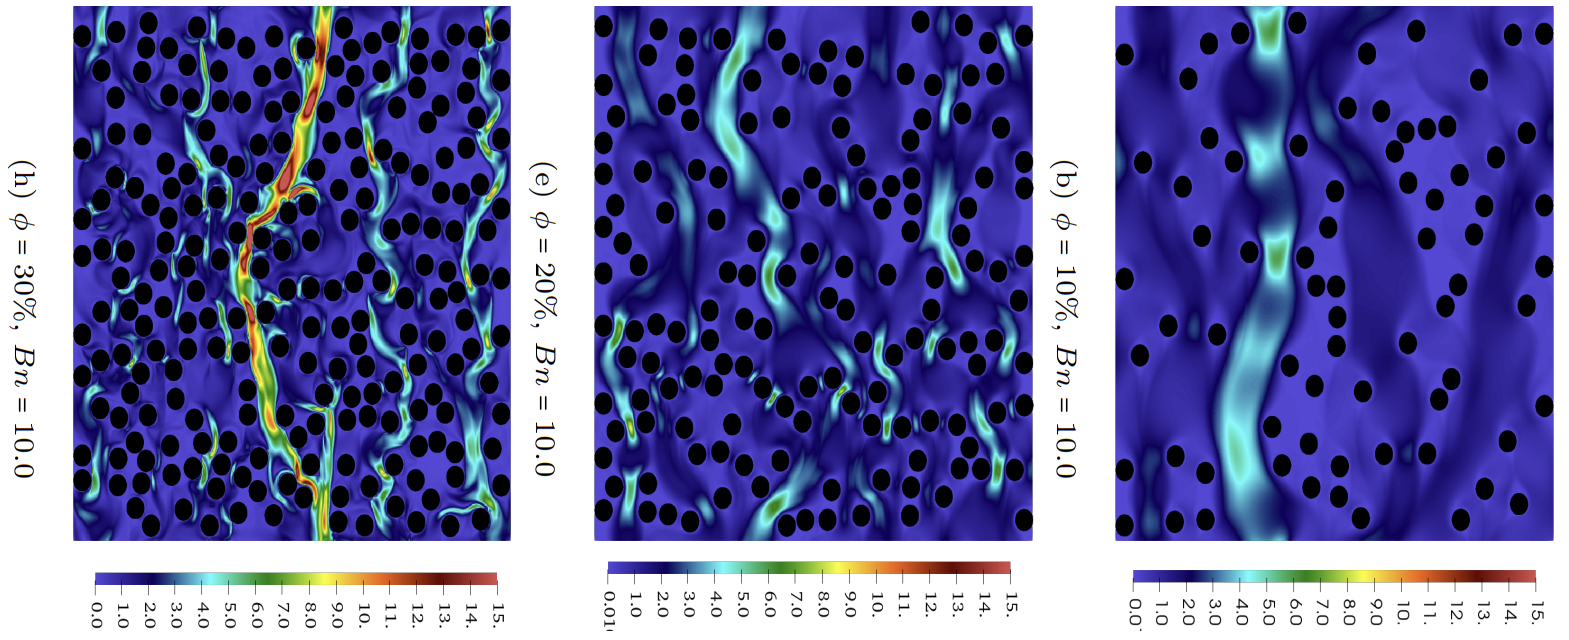 (h) ϕ = 30%, Bn = 10.0
0.0 1.0 2.0 3.0 4.0 5.0 6.0 7.0 8.0 9.0 10. 11. 12. 13. 14. 15.
(e) ϕ = 20%, Bn = 10.0
1.0 2.0 3.0 4.0 5.0 6.0 7.0 8.0 9.0 10. 11. 12. 13. 14. 15.
(b) ϕ = 10%, Bn = 10.0
1.0 2.0 3.0 4.0 5.0 6.0 7.0 8.0 9.0 10. 11. 12. 13. 14. 15.